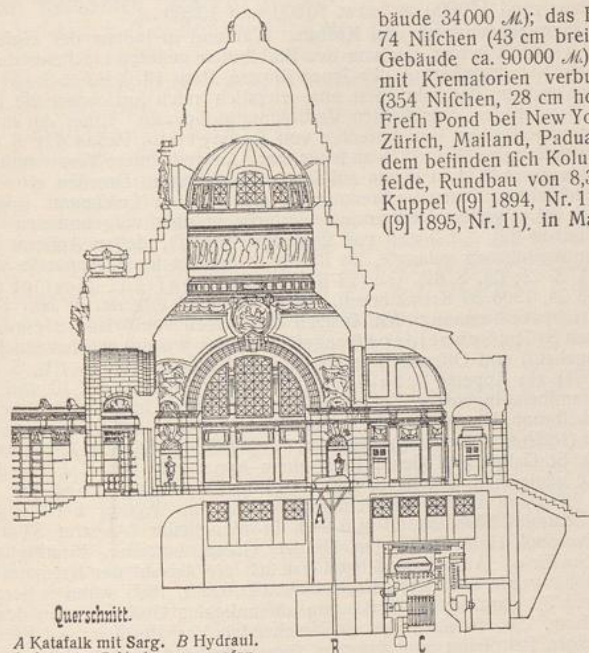 bäude 34000 ℳ); das
74 Niſchen (43 cm brei
Gebäude ca. 90000 ℳ)
mit Krematorien verbu
(354 Niſchen, 28 cm ho
Freſh Pond bei New Yo
Zürich, Mailand, Padua
dem befinden ſich Kolu
felde, Rundbau von 8,
Kuppel ([9] 1894, Nr. 1
([9] 1895, Nr. 11), in Ma
A
Querschnitt.
A Katafalk mit Sarg. B Hydraul.
B
C